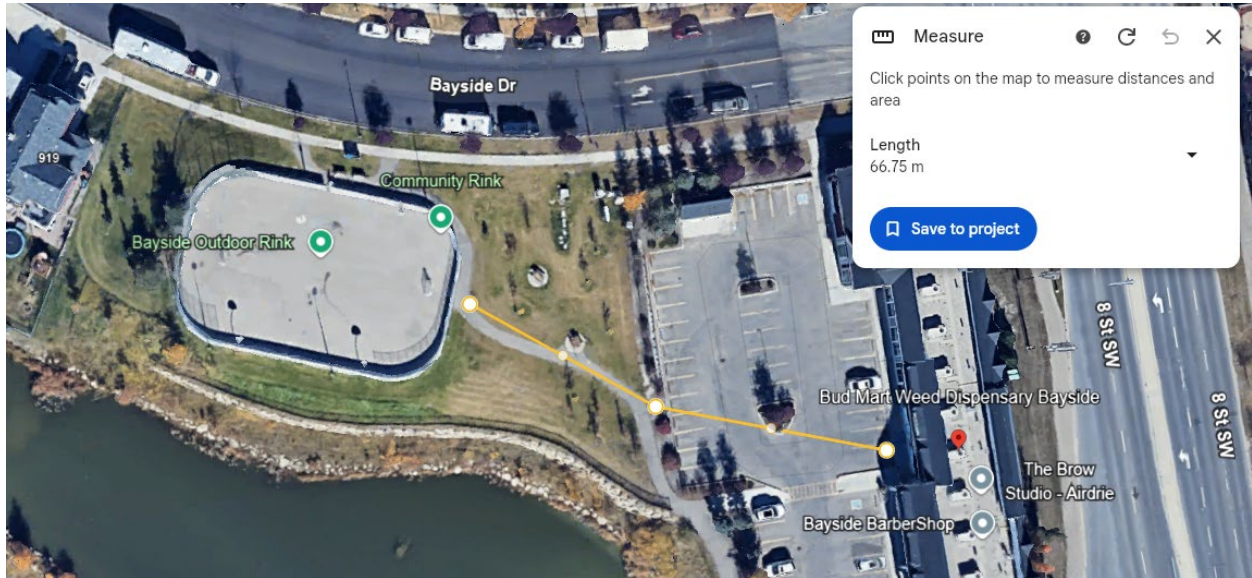 Measure
Click points on the map to measure distances and
area
Length
66.75 m
Save to project
Bayside Dr
919
Community Rink
Bayside Outdoor Rink
8 St SW
8 St SW
Bud Mart Weed Dispensary Bayside
The Brow
Studio - Airdrie
Bayside BarberShop